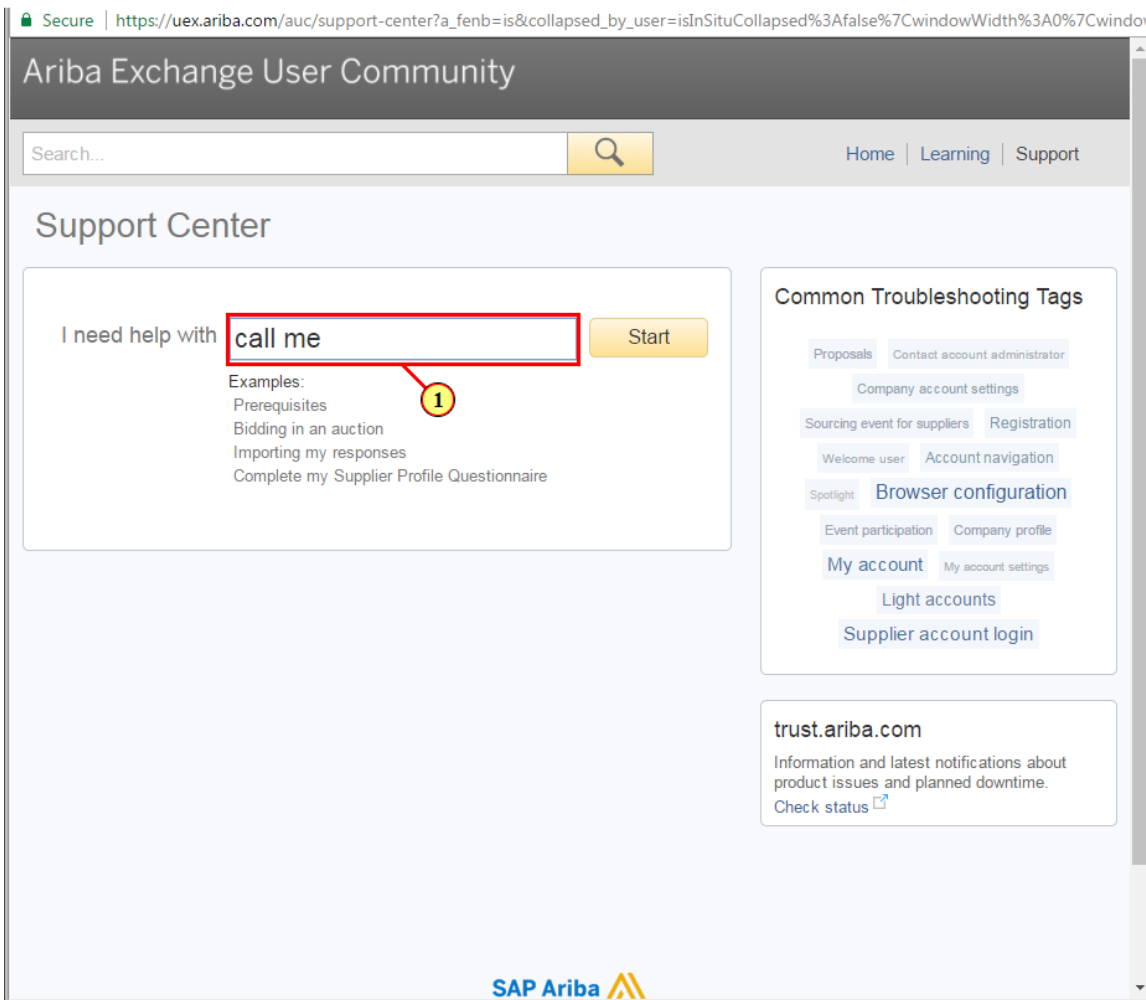 Secure | https://uex.ariba.com/auc/support-center?a_fenb=is&collapsed_by_user=isInSituCollapsed%3Afalse%7CwindowWidth%3A0%7Cwindow
Ariba Exchange User Community
Search...
Home | Learning | Support
Support Center
I need help with call me Start
1
Examples:
Prerequisites
Bidding in an auction
Importing my responses
Complete my Supplier Profile Questionnaire
Common Troubleshooting Tags
Proposals Contact account administrator
Company account settings
Sourcing event for suppliers Registration
Welcome user Account navigation
Spotlight Browser configuration
Event participation Company profile
My account My account settings
Light accounts
Supplier account login
trust.ariba.com
Information and latest notifications about
product issues and planned downtime.
Check status
SAP Ariba